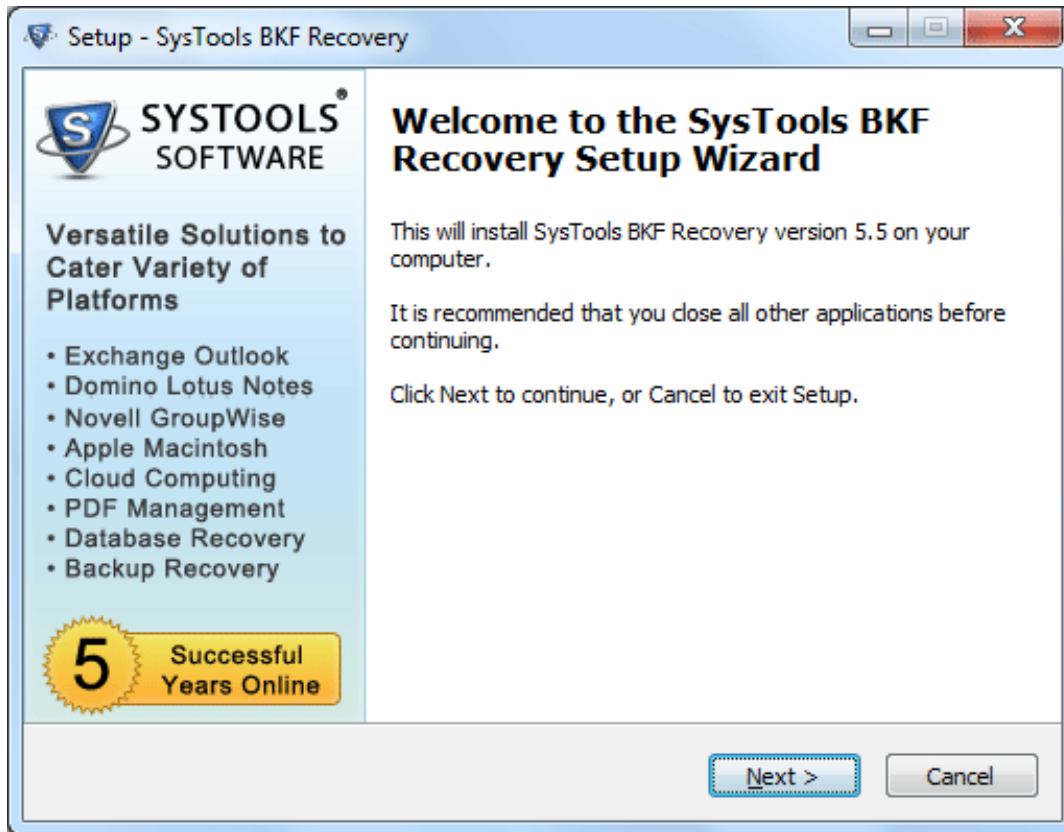 Setup - SysTools BKF Recovery
X
S
SYSTOOLS®
SOFTWARE
Versatile Solutions to
Cater Variety of
Platforms
• Exchange Outlook
• Domino Lotus Notes
• Novell GroupWise
• Apple Macintosh
• Cloud Computing
• PDF Management
• Database Recovery
• Backup Recovery
5
Successful
Years Online
Welcome to the SysTools BKF
Recovery Setup Wizard
This will install SysTools BKF Recovery version 5.5 on your
computer.
It is recommended that you close all other applications before
continuing.
Click Next to continue, or Cancel to exit Setup.
Next >
Cancel